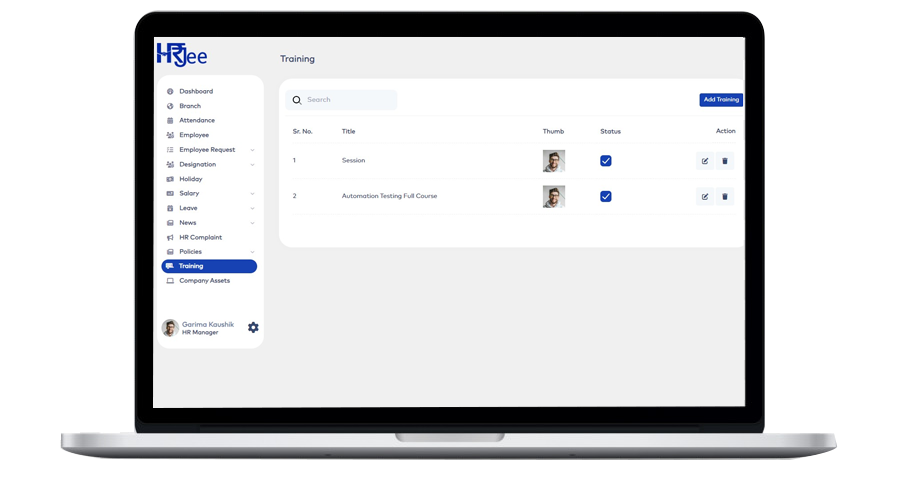 HRJee
Training
Dashboard
Branch
Attendance
Employee
Employee Request
Designation
Holiday
Salary
Leave
News
HR Complaint
Policies
Training
Company Assets
Garima Kaushik
HR Manager
Search
Add Training
Sr. No. Title Thumb Status Action
1 Session
2 Automation Testing Full Course